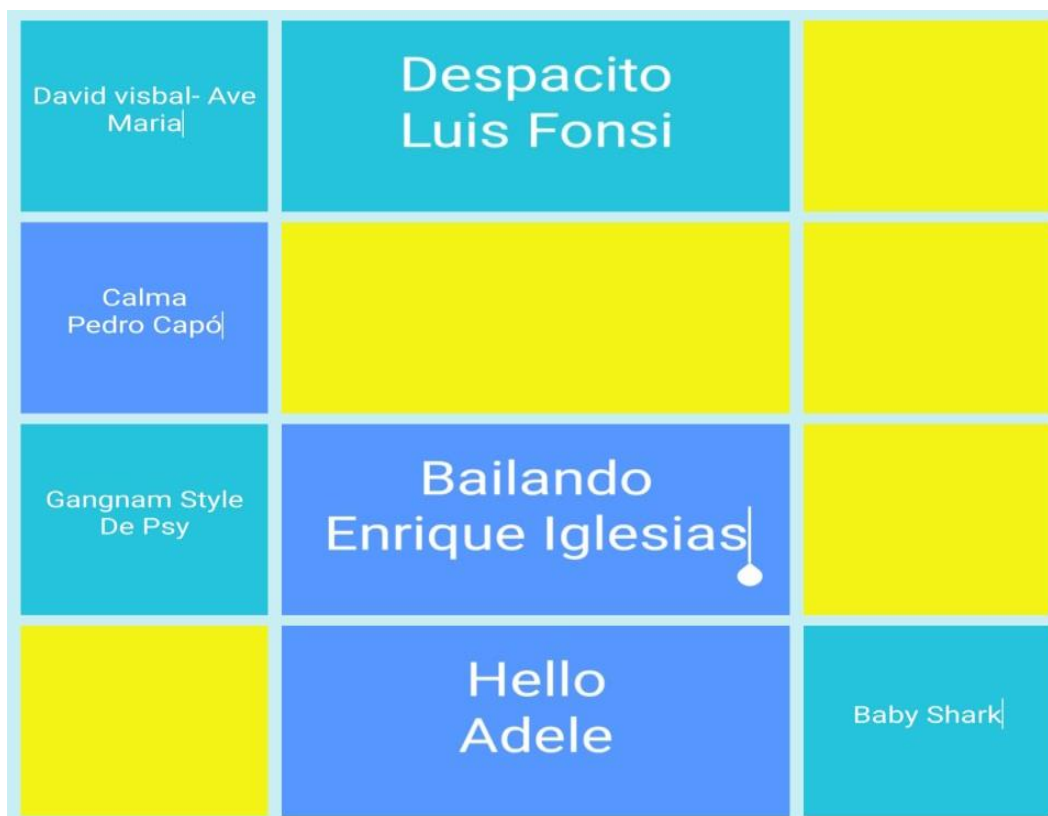 David visbal- Ave
Maria
Despacito
Luis Fonsi
Calma
Pedro Capó
Gangnam Style
De Psy
Bailando
Enrique Iglesias
Hello
Adele
Baby Shark